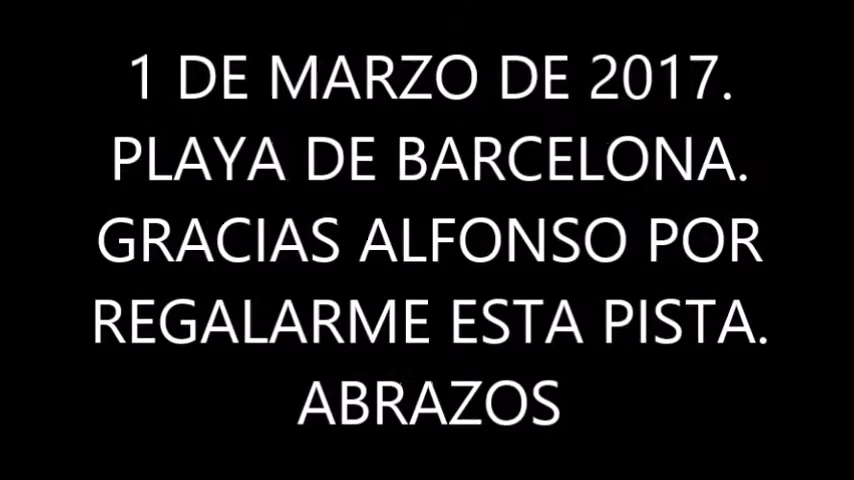 1 DE MARZO DE 2017.
PLAYA DE BARCELONA.
GRACIAS ALFONSO POR
REGALARME ESTA PISTA.
ABRAZOS